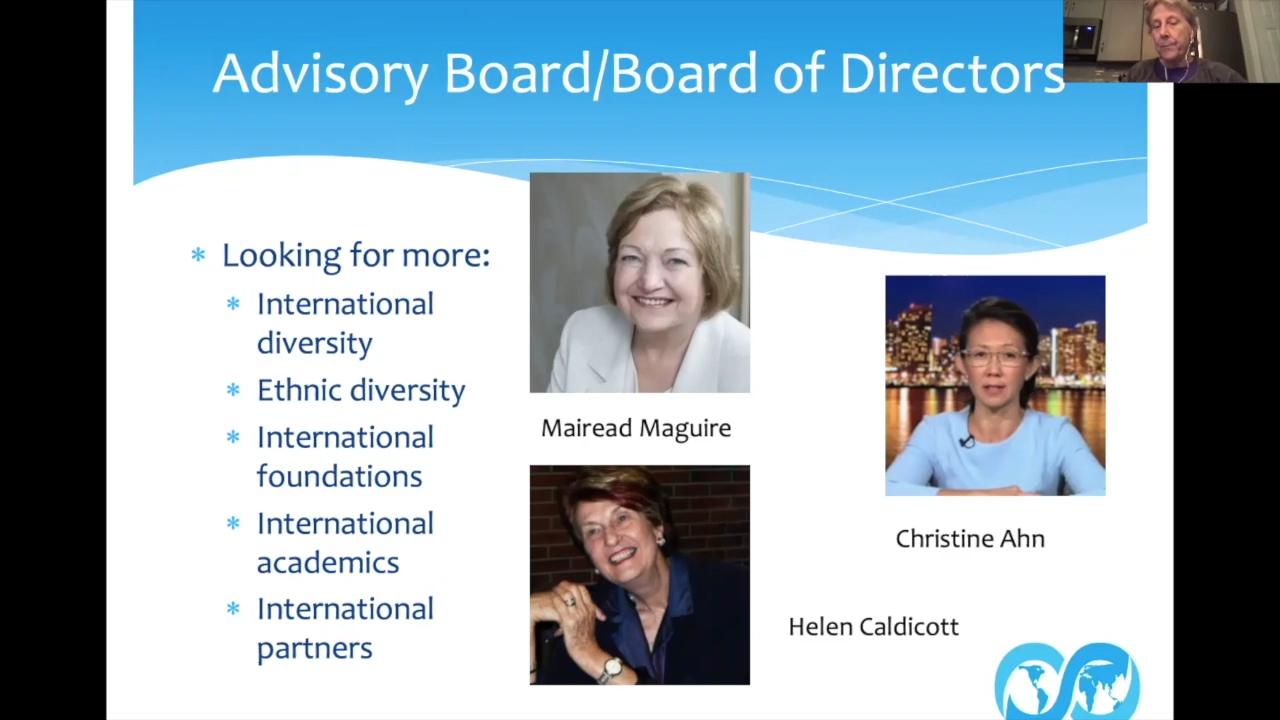 Advisory Board/Board of Directors
* Looking for more:
* International
diversity
* Ethnic diversity
* International
foundations
* International
academics
* International
partners
Mairead Maguire
Christine Ahn
Helen Caldicott